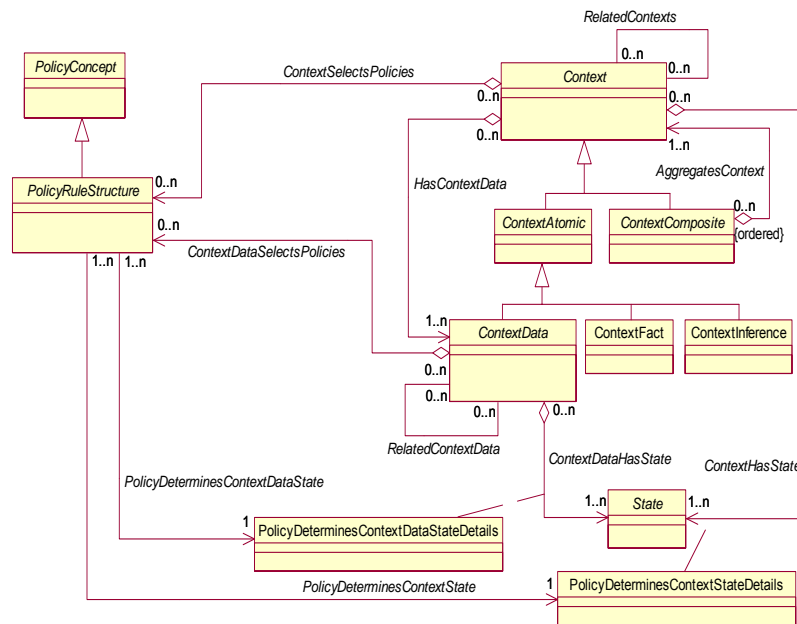 RelatedContexts
PolicyConcept
ContextSelectsPolicies
0..n
0..n
Context
0..n
0..n
0..n
1..n
PolicyRuleStructure
0..n
HasContextData
AggregatesContext
0..n
ContextDataSelectsPolicies
ContextAtomic
ContextComposite
0..n
{ordered}
1..n
1..n
1..n
ContextData
ContextFact
ContextInference
0..n
0..n
0..n
0..n
RelatedContextData
ContextDataHasState
ContextHasState
PolicyDeterminesContextDataState
1..n
State
1..n
1
PolicyDeterminesContextDataStateDetails
PolicyDeterminesContextState
1
PolicyDeterminesContextStateDetails